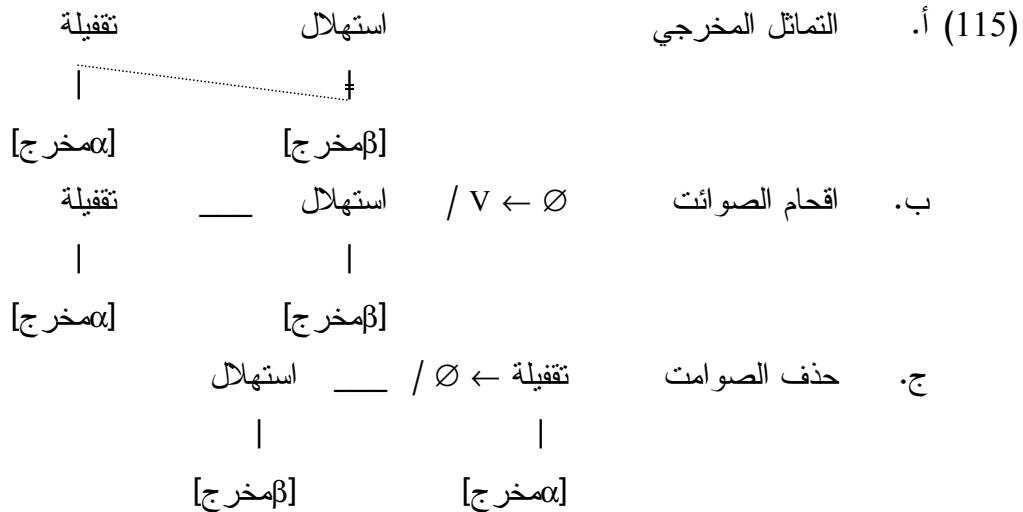 (115) أ. التماثل المخرجي استهلال تقفيلة
[βمخرج] [αمخرج]
ب. اقحام الصوائت V ← ∅ / استهلال ___ تقفيلة
[βمخرج] [αمخرج]
ج. حذف الصوامت تقفيلة ← ∅ / ___ استهلال
[αمخرج] [βمخرج]